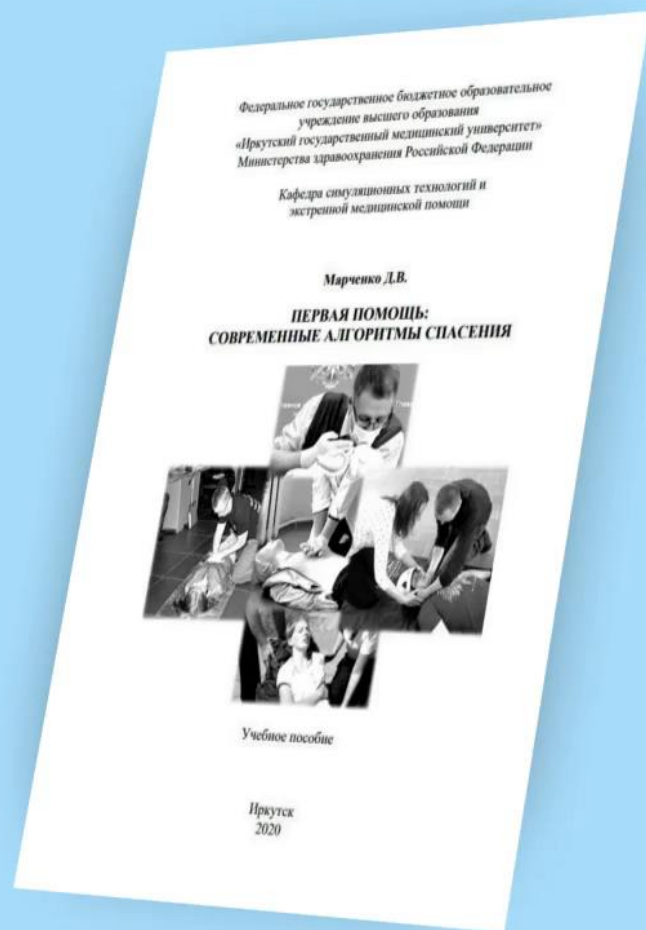 Федеральное государственное бюджетное образовательное
учреждение высшего образования
«Иркутский государственный медицинский университет»
Министерства здравоохранения Российской Федерации
Кафедра симуляционных технологий и
экстренной медицинской помощи
Марченко Д.В.
ПЕРВАЯ ПОМОЩЬ:
СОВРЕМЕННЫЕ АЛГОРИТМЫ СПАСЕНИЯ
Учебное пособие
Иркутск
2020